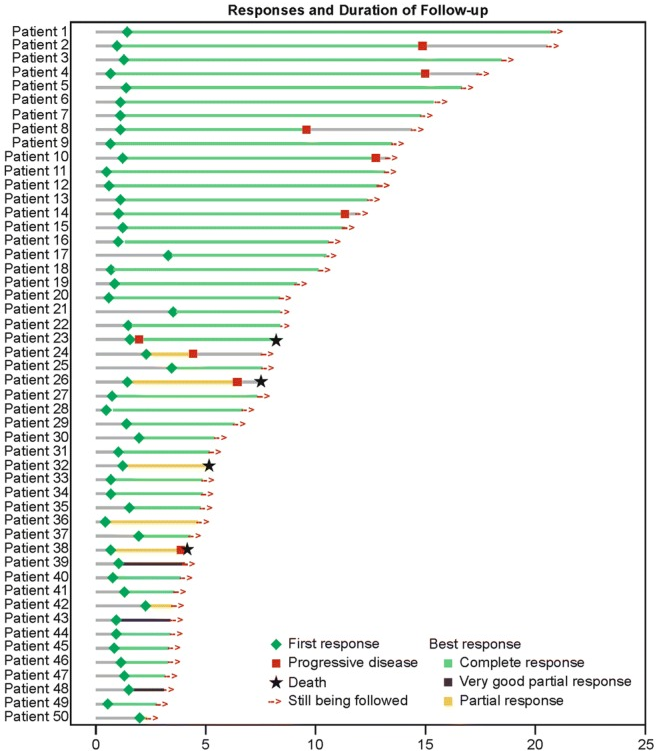 Responses and Duration of Follow-up
Patient 1
Patient 2
Patient 3
Patient 4
Patient 5
Patient 6
Patient 7
Patient 8
Patient 9
Patient 10
Patient 11
Patient 12
Patient 13
Patient 14
Patient 15
Patient 16
Patient 17
Patient 18
Patient 19
Patient 20
Patient 21
Patient 22
Patient 23
Patient 24
Patient 25
Patient 26
Patient 27
Patient 28
Patient 29
Patient 30
Patient 31
Patient 32
Patient 33
Patient 34
Patient 35
Patient 36
Patient 37
Patient 38
Patient 39
Patient 40
Patient 41
Patient 42
Patient 43
Patient 44
Patient 45
Patient 46
Patient 47
Patient 48
Patient 49
Patient 50
First response
Progressive disease
Death
Still being followed
Best response
Complete response
Very good partial response
Partial response
0 5 10 15 20 25